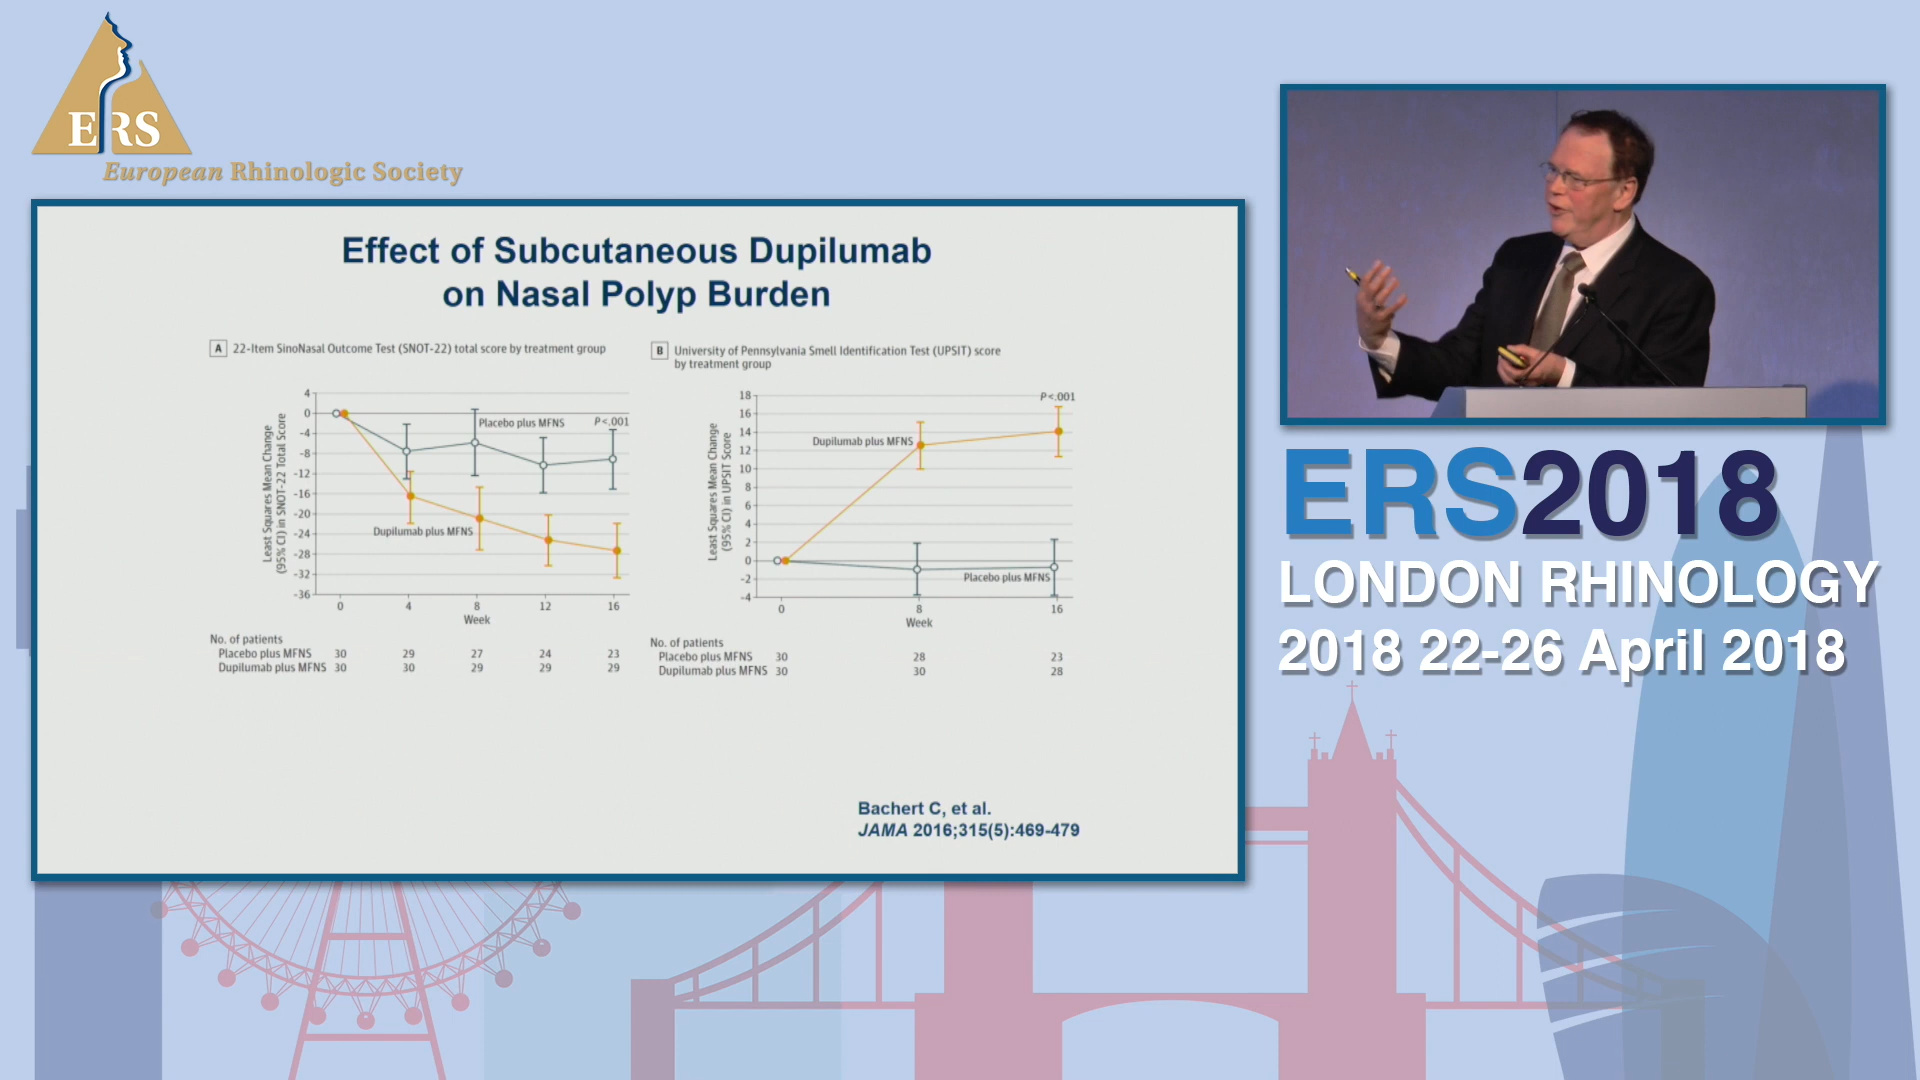 ERS
European Rhinologic Society
Effect of Subcutaneous Dupilumab
on Nasal Polyp Burden
A 22-Item SinoNasal Outcome Test (SNOT-22) total score by treatment group
Least Squares Mean Change
(95% CI) in SNOT-22 Total Score
4
0
-4
-8
-12
-16
-20
-24
-28
-32
-36
Placebo plus MFNS
P<.001
Dupilumab plus MFNS
0 4 8 12 16
Week
No. of patients
Placebo plus MFNS 30 29 27 24 23
Dupilumab plus MFNS 30 30 29 29 29
B University of Pennsylvania Smell Identification Test (UPSIT) score
by treatment group
Least Squares Mean Change
(95% CI) in UPSIT Score
18
16
14
12
10
8
6
4
2
0
-2
-4
P<.001
Dupilumab plus MFNS
Placebo plus MFNS
0 8 16
Week
No. of patients
Placebo plus MFNS 30 28 23
Dupilumab plus MFNS 30 30 28
Bachert C, et al.
JAMA 2016;315(5):469-479
ERS2018
LONDON RHINOLOGY
2018 22-26 April 2018